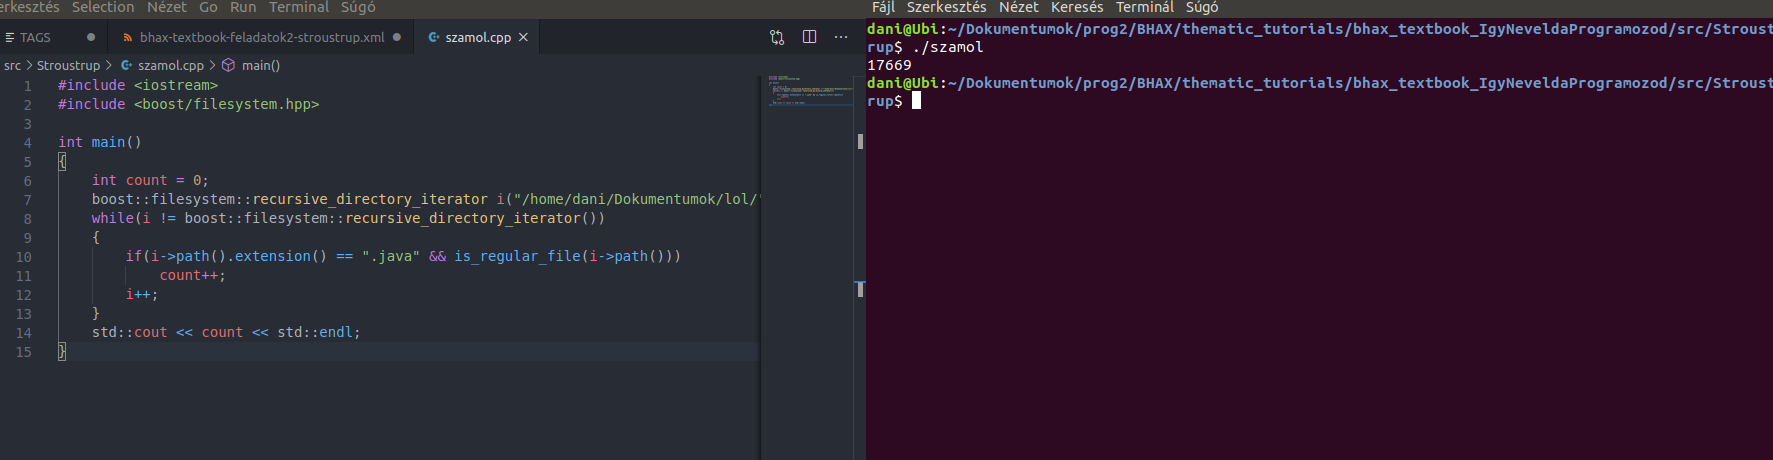 erkesztés Selection Nézet Go Run Terminal Súgó
TAGS bhax-textbook-feladatok2-stroustrup.xml szamol.cpp
src > Stroustrup > szamol.cpp > main()
1 #include <iostream>
2 #include <boost/filesystem.hpp>
3
4 int main()
5 {
6 int count = 0;
7 boost::filesystem::recursive_directory_iterator i("/home/dani/Dokumentumok/lol/"
8 while(i != boost::filesystem::recursive_directory_iterator())
9 {
10 if(i->path().extension() == ".java" && is_regular_file(i->path()))
11 count++;
12 i++;
13 }
14 std::cout << count << std::endl;
15 }
Fájl Szerkesztés Nézet Keresés Terminál Súgó
dani@Ubi:~/Dokumentumok/prog2/BHAX/thematic_tutorials/bhax_textbook_IgyNeveldaProgramozod/src/Stroust
rup$ ./szamol
17669
dani@Ubi:~/Dokumentumok/prog2/BHAX/thematic_tutorials/bhax_textbook_IgyNeveldaProgramozod/src/Stroust
rup$